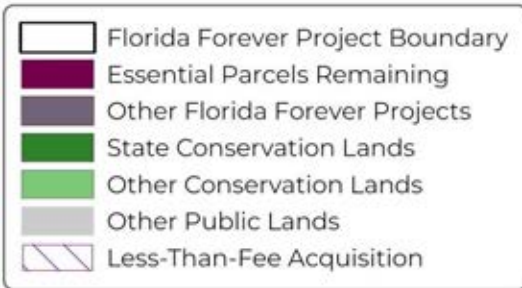 Florida Forever Project Boundary
Essential Parcels Remaining
Other Florida Forever Projects
State Conservation Lands
Other Conservation Lands
Other Public Lands
Less-Than-Fee Acquisition